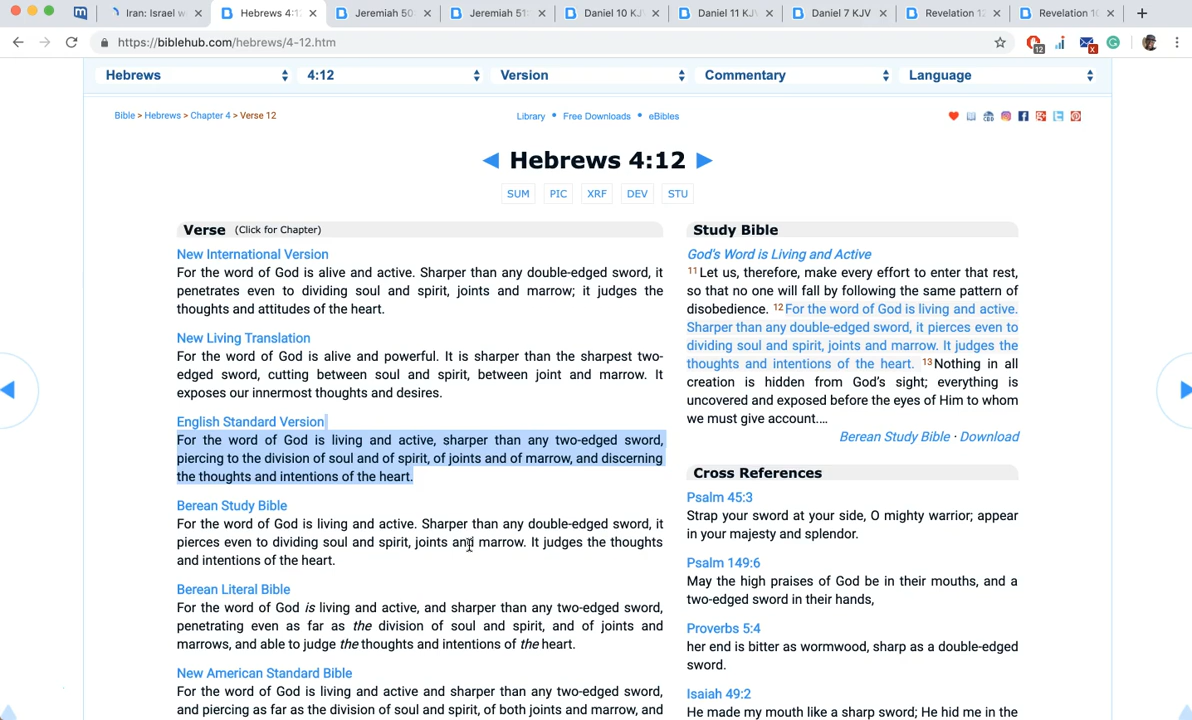 Iran: Israel w
Hebrews 4:1
Jeremiah 50
Jeremiah 51:
Daniel 10 KJ
Daniel 11 KJV
Daniel 7 KJV
Revelation 1
Revelation 1
https://biblehub.com/hebrews/4-12.htm
12
x
Hebrews
4:12
Version
Commentary
Language
Bible > Hebrews > Chapter 4 > Verse 12
Library • Free Downloads • eBibles
Hebrews 4:12
SUM PIC XRF DEV STU
Verse (Click for Chapter)
New International Version
For the word of God is alive and active. Sharper than any double-edged sword, it
penetrates even to dividing soul and spirit, joints and marrow; it judges the
thoughts and attitudes of the heart.
New Living Translation
For the word of God is alive and powerful. It is sharper than the sharpest two-
edged sword, cutting between soul and spirit, between joint and marrow. It
exposes our innermost thoughts and desires.
English Standard Version
For the word of God is living and active, sharper than any two-edged sword,
piercing to the division of soul and of spirit, of joints and of marrow, and discerning
the thoughts and intentions of the heart.
Berean Study Bible
For the word of God is living and active. Sharper than any double-edged sword, it
pierces even to dividing soul and spirit, joints and marrow. It judges the thoughts
and intentions of the heart.
Berean Literal Bible
For the word of God is living and active, and sharper than any two-edged sword,
penetrating even as far as the division of soul and spirit, and of joints and
marrows, and able to judge the thoughts and intentions of the heart.
New American Standard Bible
For the word of God is living and active and sharper than any two-edged sword,
and piercing as far as the division of soul and spirit, of both joints and marrow, and
Study Bible
God's Word is Living and Active
11 Let us, therefore, make every effort to enter that rest,
so that no one will fall by following the same pattern of
disobedience. 12 For the word of God is living and active.
Sharper than any double-edged sword, it pierces even to
dividing soul and spirit, joints and marrow. It judges the
thoughts and intentions of the heart. 13 Nothing in all
creation is hidden from God's sight; everything is
uncovered and exposed before the eyes of Him to whom
we must give account.…
Berean Study Bible · Download
Cross References
Psalm 45:3
Strap your sword at your side, O mighty warrior; appear
in your majesty and splendor.
Psalm 149:6
May the high praises of God be in their mouths, and a
two-edged sword in their hands,
Proverbs 5:4
her end is bitter as wormwood, sharp as a double-edged
sword.
Isaiah 49:2
He made my mouth like a sharp sword; He hid me in the